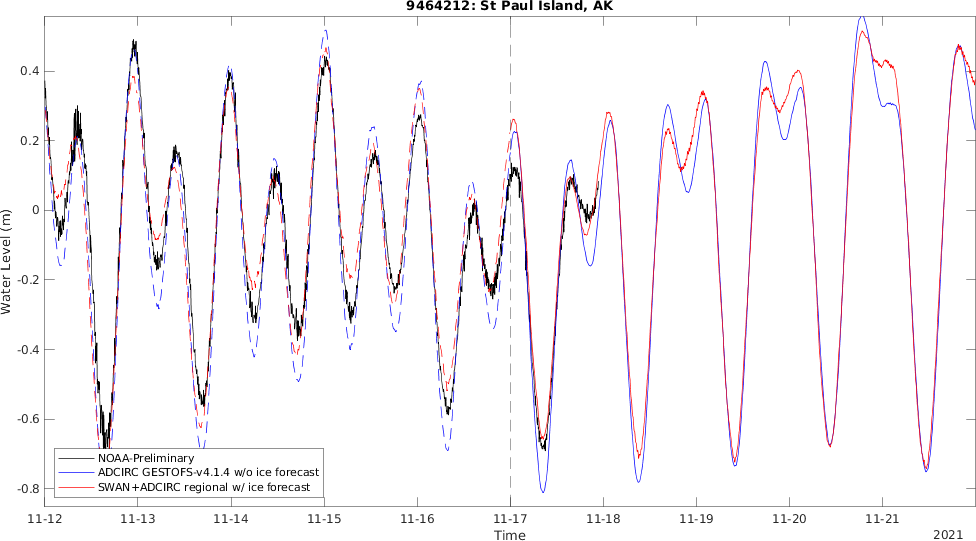 9464212: St Paul Island, AK
0.4
0.2
0
-0.2
-0.4
-0.6
-0.8
Water Level (m)
NOAA-Preliminary
ADCIRC GESTOFS-v4.1.4 w/o ice forecast
SWAN+ADCIRC regional w/ ice forecast
11-12 11-13 11-14 11-15 11-16 11-17 11-18 11-19 11-20 11-21
Time
2021